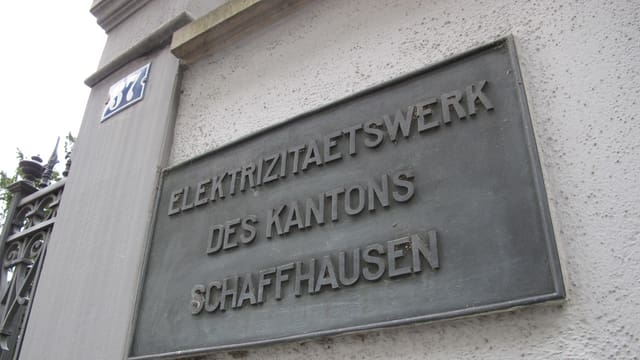 37
ELEKTRIZITAETSWERK
DES KANTONS
SCHAFFHAUSEN